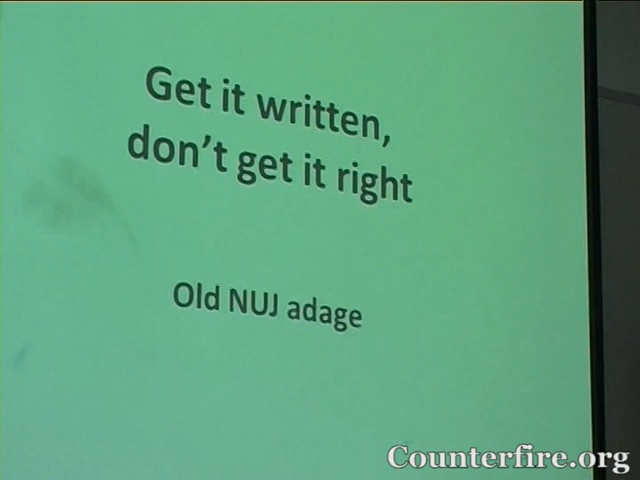 Get it written,
don't get it right
Old NUJ adage
Counterfire.org